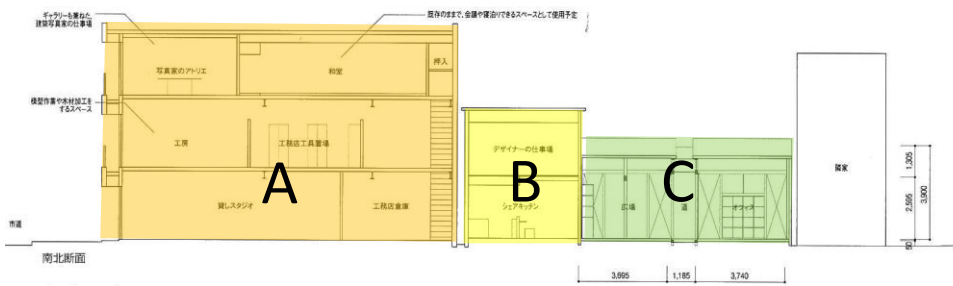 ギャラリーも兼ねた、
建築写真家の仕事場
既存のままで、会議や寝泊りできるスペースとして使用予定
写真家のアトリエ
和室
押入
模型作業や木材加工を
するスペース
工房
工務店工具置場
デザイナーの仕事場
隣家
A
B
C
貸しスタジオ
工務店倉庫
シェアキッチン
広場
道
オフィス
1,305
2,595
3,900
50
市道
南北断面
3,695
1,185
3,740